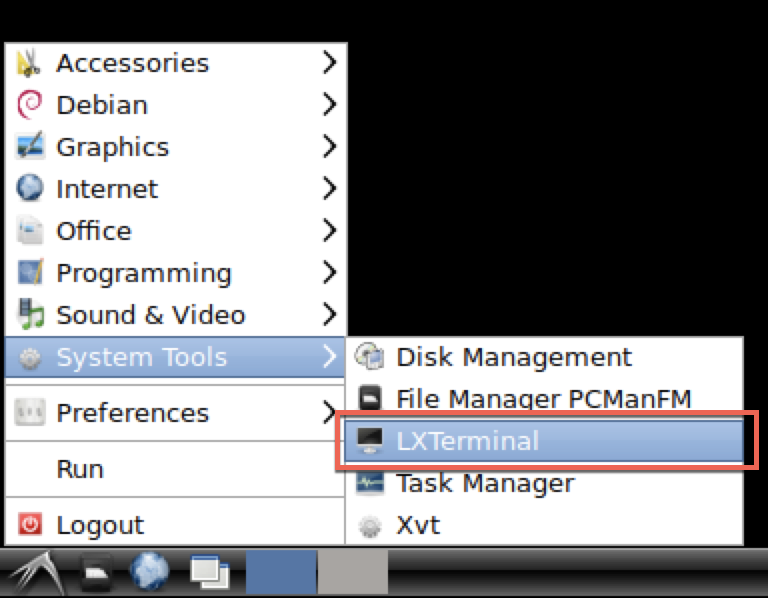 Accessories
Debian
Graphics
Internet
Office
Programming
Sound & Video
System Tools
Preferences
Run
Logout
Disk Management
File Manager PCManFM
LXTerminal
Task Manager
Xvt